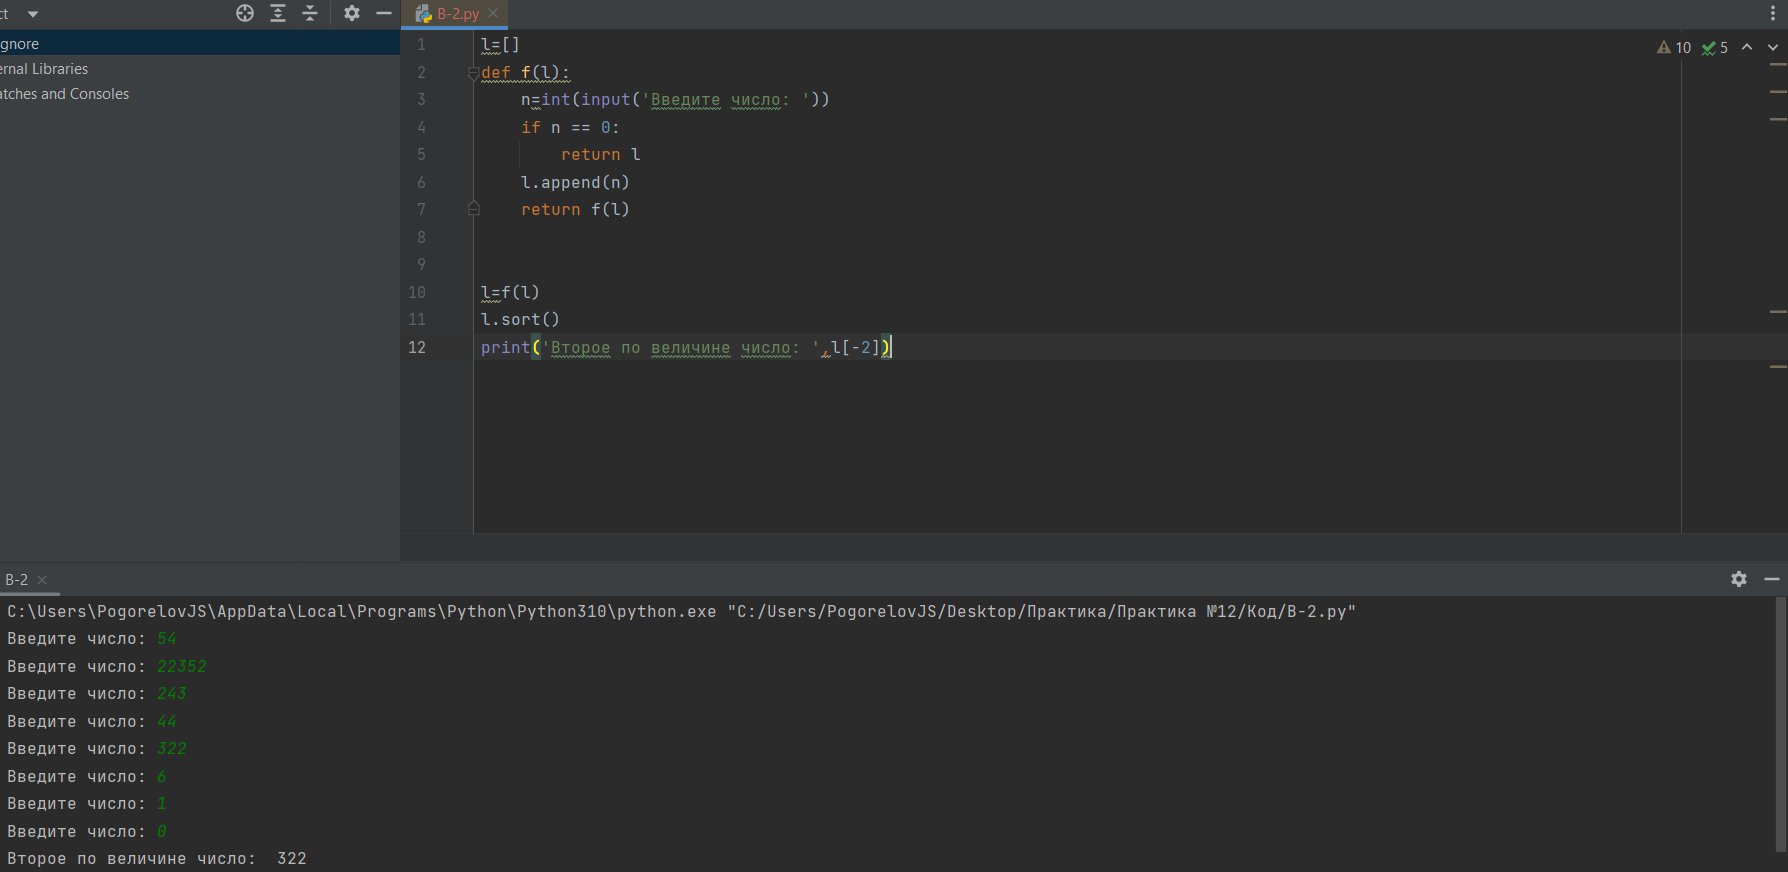 ct
B-2.py
gnore
ernal Libraries
atches and Consoles
10 5
1 l=[]
2 def f(l):
3 n=int(input('Введите число: '))
4 if n == 0:
5 return l
6 l.append(n)
7 return f(l)
8
9
10 l=f(l)
11 l.sort()
12 print('Второе по величине число: ',l[-2])
B-2
C:\Users\PogorelovJS\AppData\Local\Programs\Python\Python310\python.exe "C:/Users/PogorelovJS/Desktop/Практика/Практика №12/Код/B-2.py"
Введите число: 54
Введите число: 22352
Введите число: 243
Введите число: 44
Введите число: 322
Введите число: 6
Введите число: 1
Введите число: 0
Второе по величине число:  322